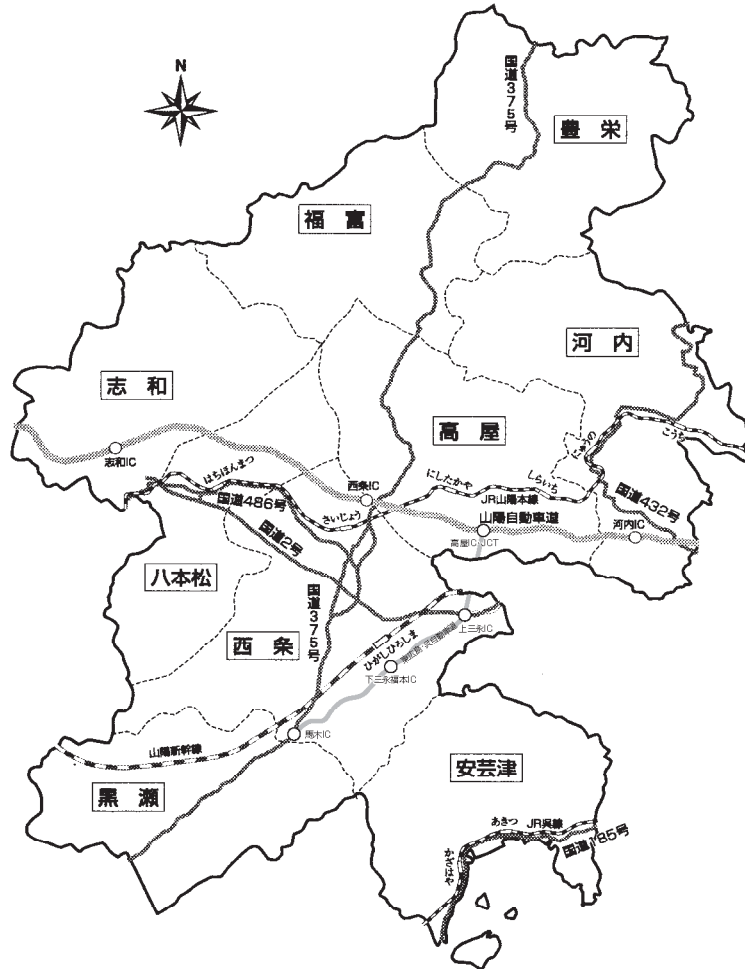 N
国道375号
豊栄
福富
河内
志和
高屋
こうち
にゅうの
志和IC
はちほんまつ
西条IC
にしたかや
しらいち
JR山陽本線
国道486号
さいじょう
山陽自動車道
国道432号
河内IC
国道2号
高屋IC・JCT
八本松
国道375号
西条
ひがしひろしま
上三永IC
下三永福本IC
馬木IC
山陽新幹線
黒瀬
安芸津
あきつ
JR呉線
国道185号
かざはや